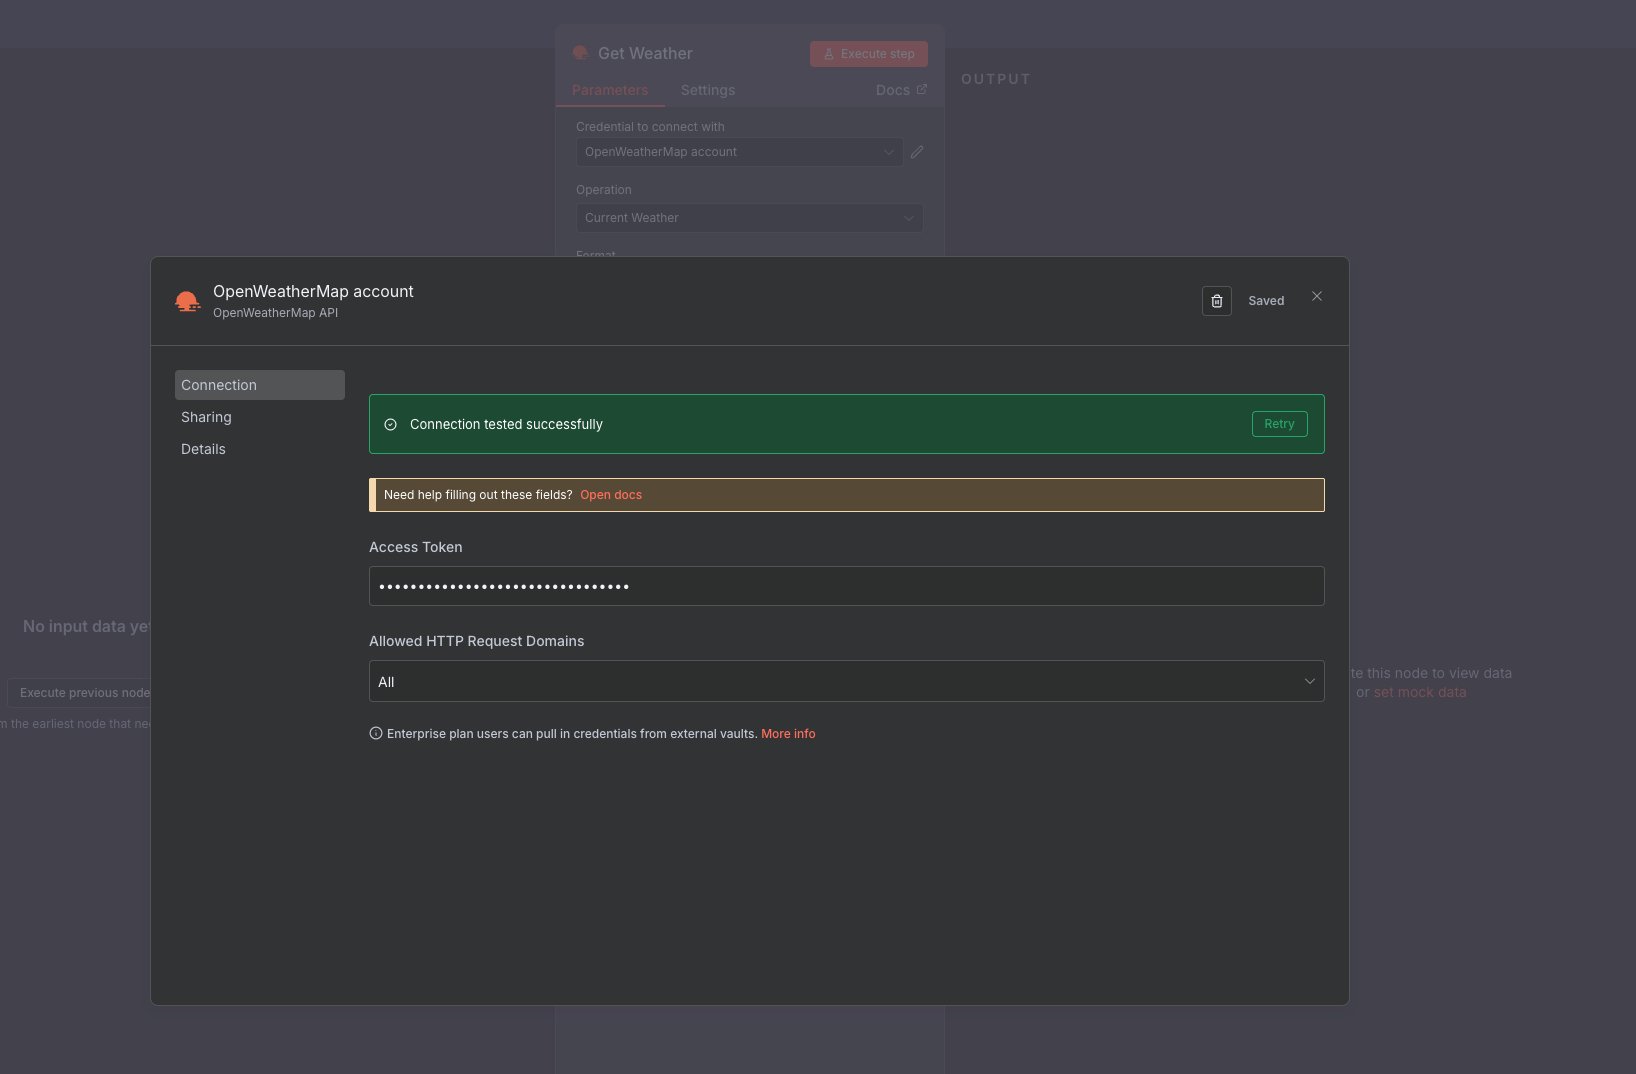 Get Weather
Execute step
OUTPUT
Parameters
Settings
Docs
Credential to connect with
OpenWeatherMap account
Operation
Current Weather
Format
OpenWeatherMap account
OpenWeatherMap API
Saved
Connection
Sharing
Details
Connection tested successfully
Retry
Need help filling out these fields? Open docs
Access Token
••••••••••••••••••••••••••••••••
Allowed HTTP Request Domains
All
Enterprise plan users can pull in credentials from external vaults. More info
No input data yet
Execute previous node
m the earliest node that nee
te this node to view data
or set mock data